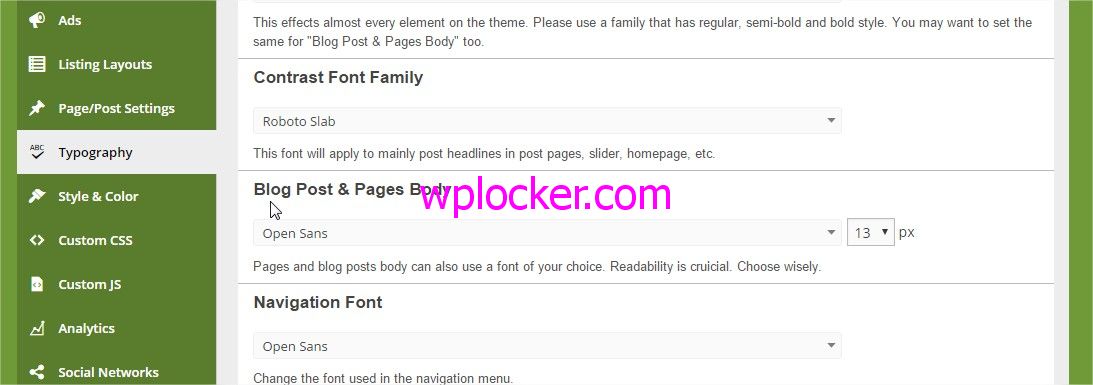 Ads
Listing Layouts
Page/Post Settings
ABC
Typography
Style & Color
Custom CSS
Custom JS
Analytics
Social Networks
This effects almost every element on the theme. Please use a family that has regular, semi-bold and bold style. You may want to set the
same for "Blog Post & Pages Body" too.
Contrast Font Family
Roboto Slab
This font will apply to mainly post headlines in post pages, slider, homepage, etc.
Blog Post & Pages Body
wplocker.com
Open Sans
13 px
Pages and blog posts body can also use a font of your choice. Readability is cruicial. Choose wisely.
Navigation Font
Open Sans
Change the font used in the navigation menu.